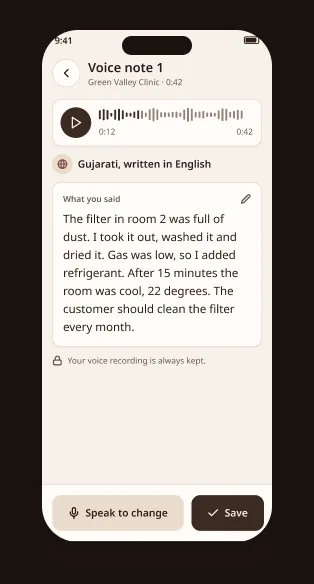 9:41
Voice note 1
Green Valley Clinic · 0:42
0:12 0:42
Gujarati, written in English
What you said
The filter in room 2 was full of
dust. I took it out, washed it and
dried it. Gas was low, so I added
refrigerant. After 15 minutes the
room was cool, 22 degrees. The
customer should clean the filter
every month.
Your voice recording is always kept.
Speak to change
Save